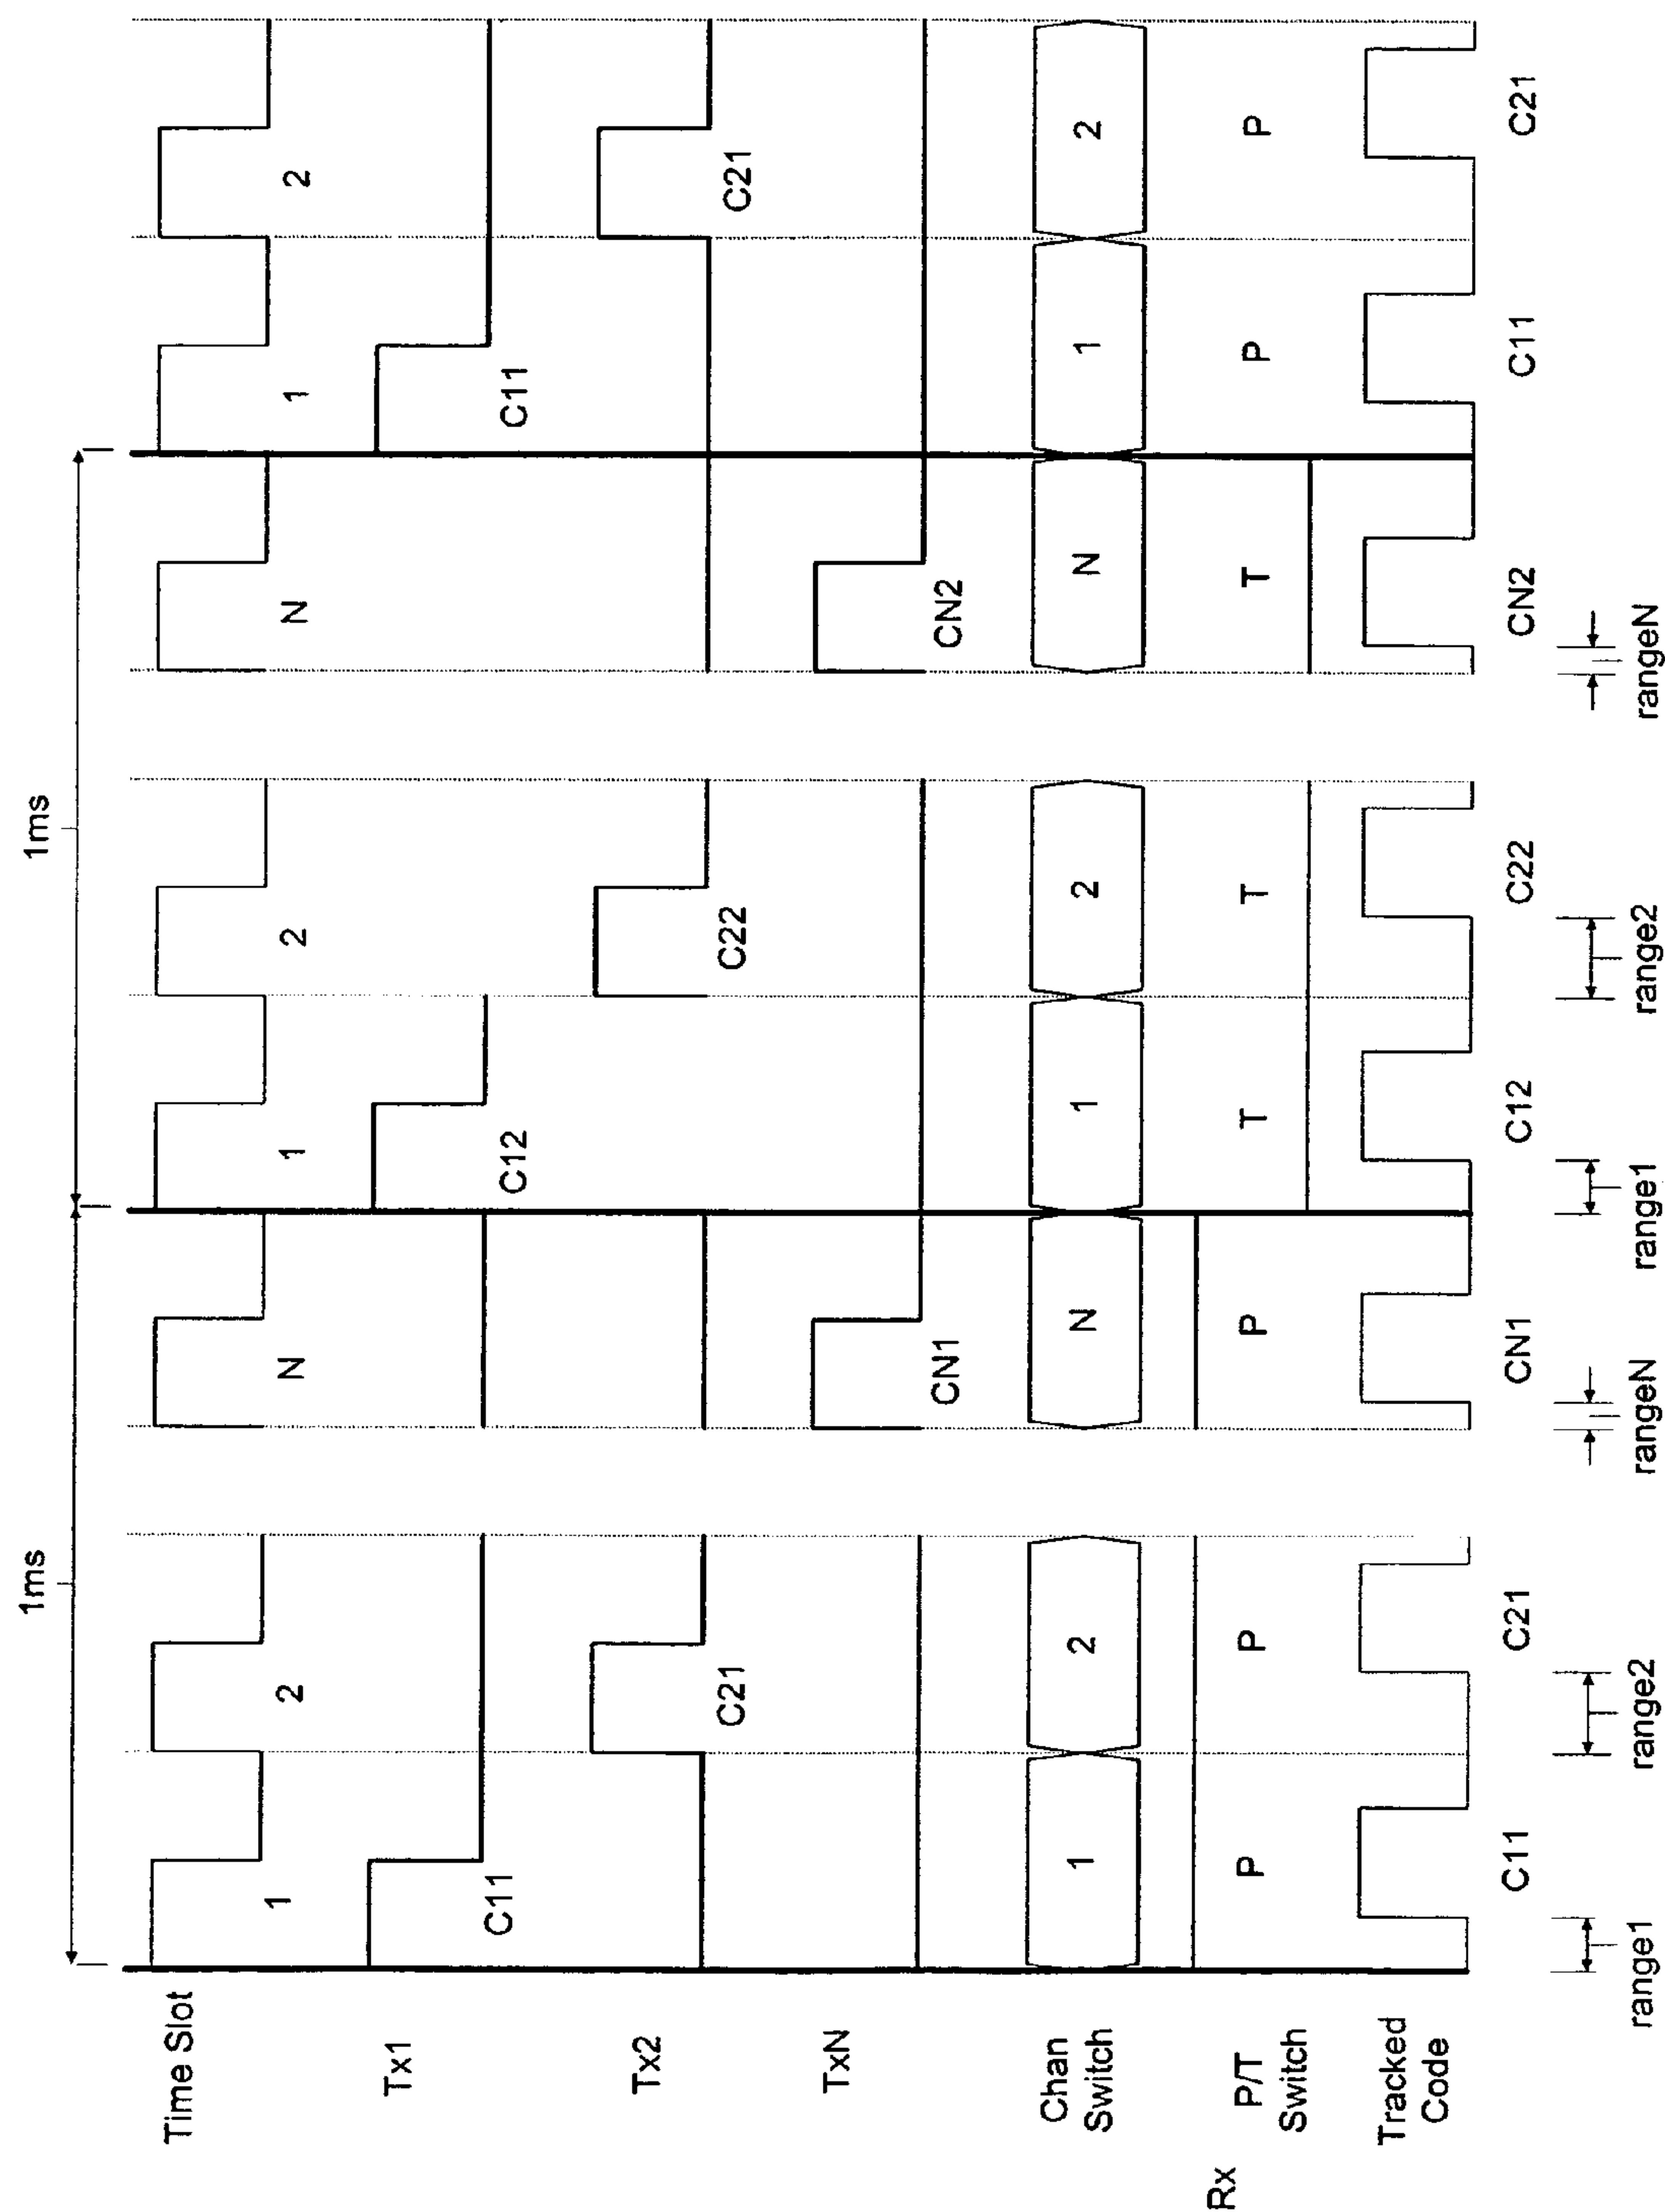 1ms 1ms
Time Slot
1 2 N 1 2 N 1 2
Tx1
C11 C12 C11
Tx2
C21 C22 C21
TxN
CN1 CN2
Chan
Switch
1 2 N 1 2 N 1 2
Rx
P/T
Switch
P P P T T T P P
Tracked
Code
C11 C21 CN1 C12 C22 CN2 C11 C21
range1 range2 rangeN range1 range2 rangeN